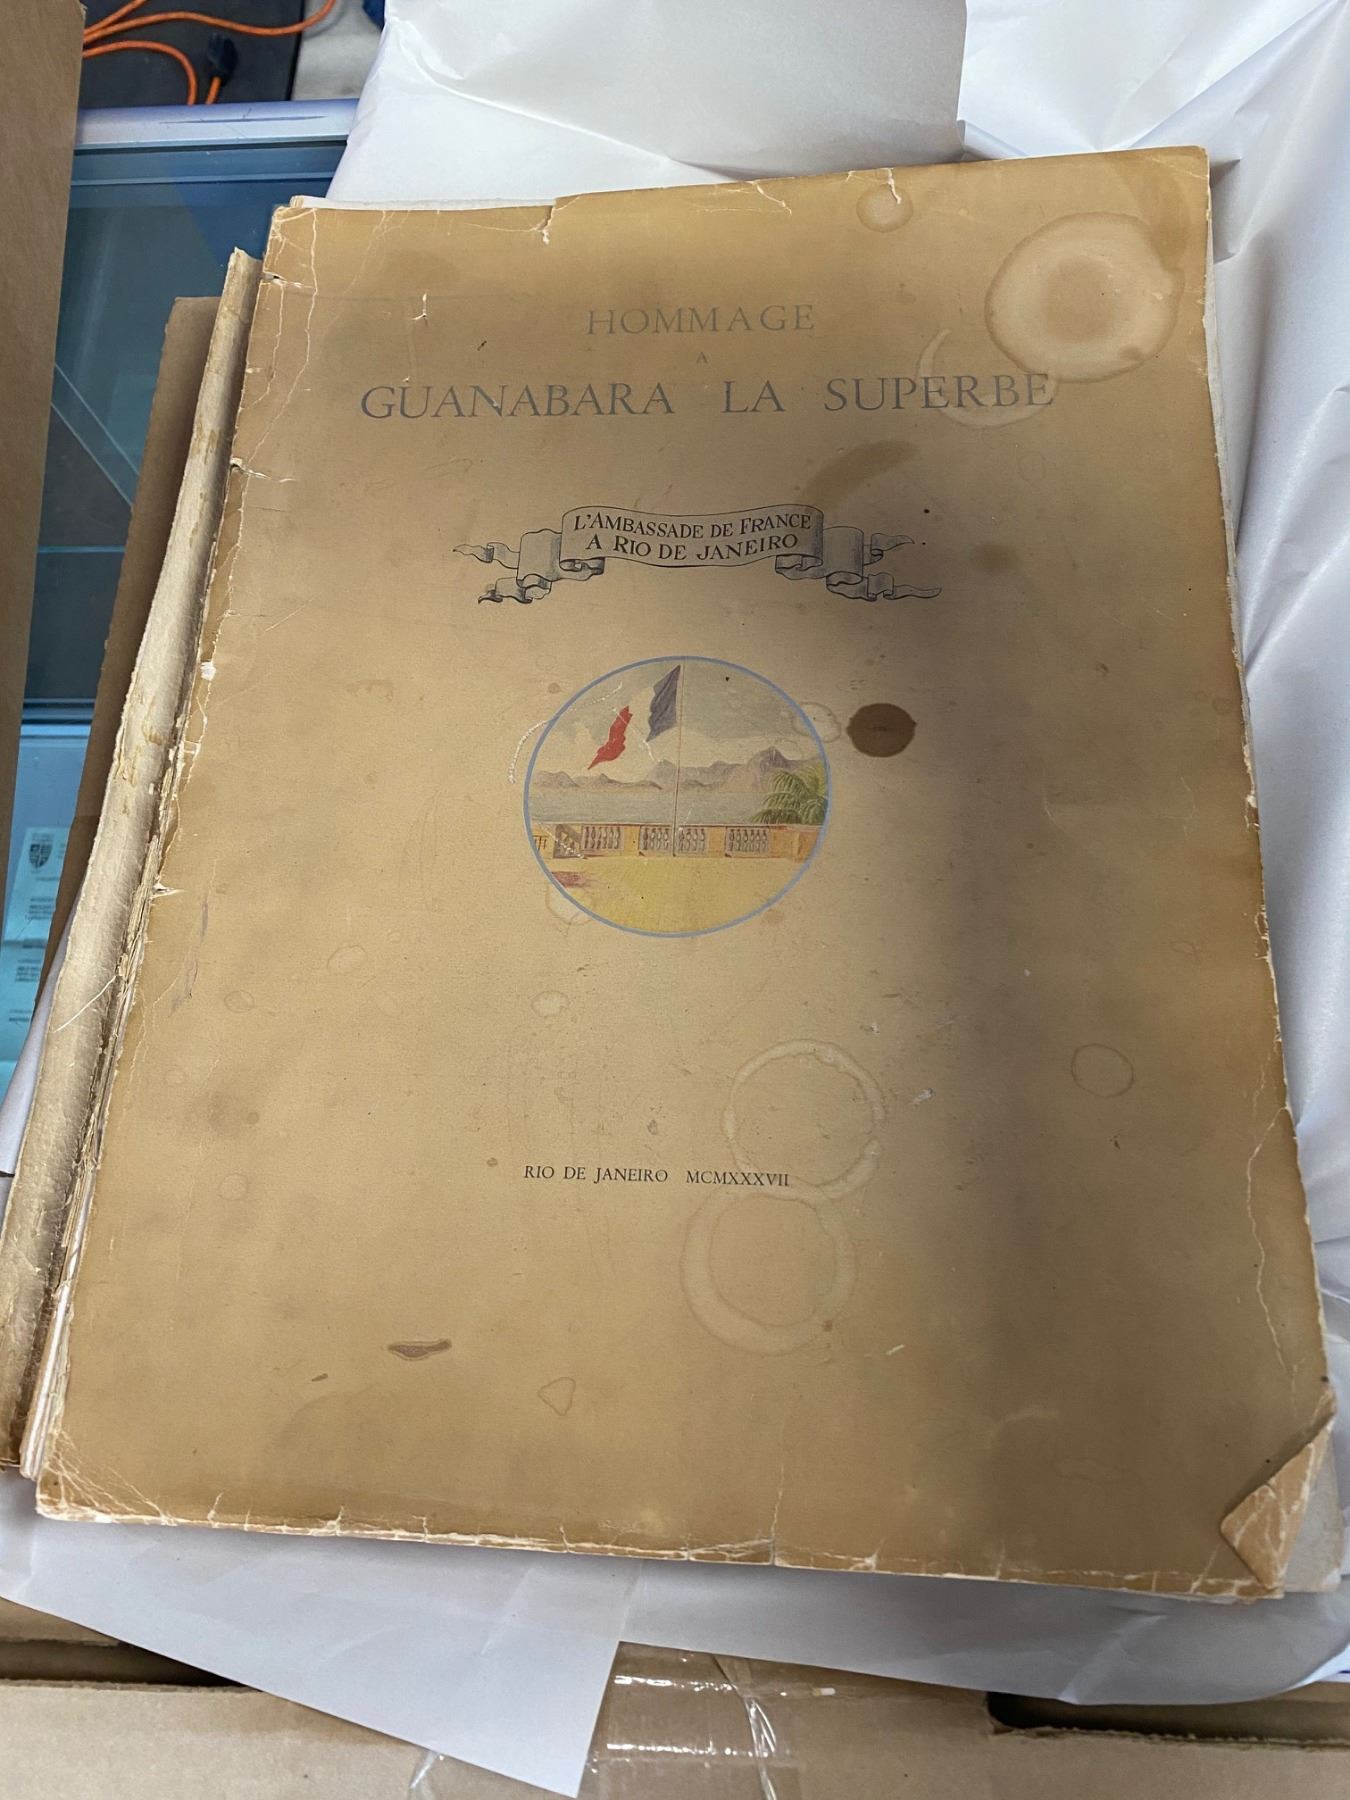 HOMMAGE
A
GUANABARA LA SUPERBE
L'AMBASSADE DE FRANCE
A RIO DE JANEIRO
RIO DE JANEIRO MCMXXXVII